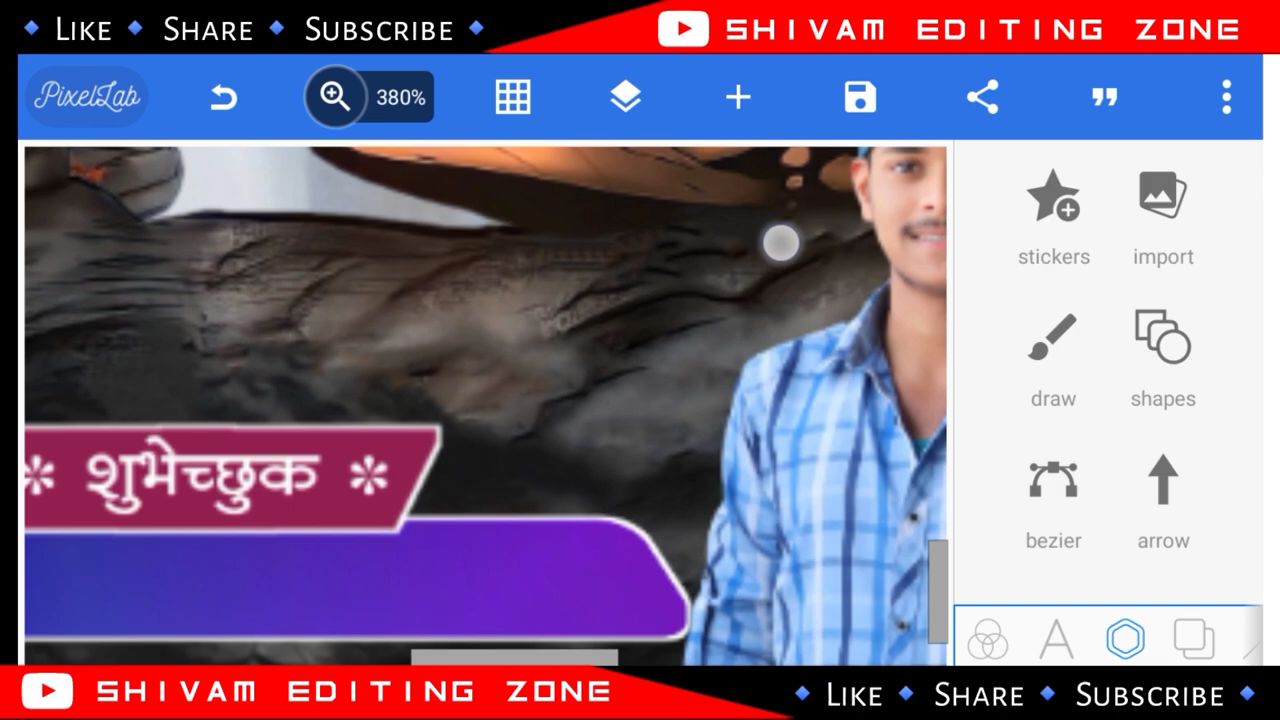 Like Share Subscribe
SHIVAM EDITING ZONE
PixelLab
380%
stickers import
draw shapes
bezier arrow
* शुभेच्छुक *
SHIVAM EDITING ZONE
Like Share Subscribe